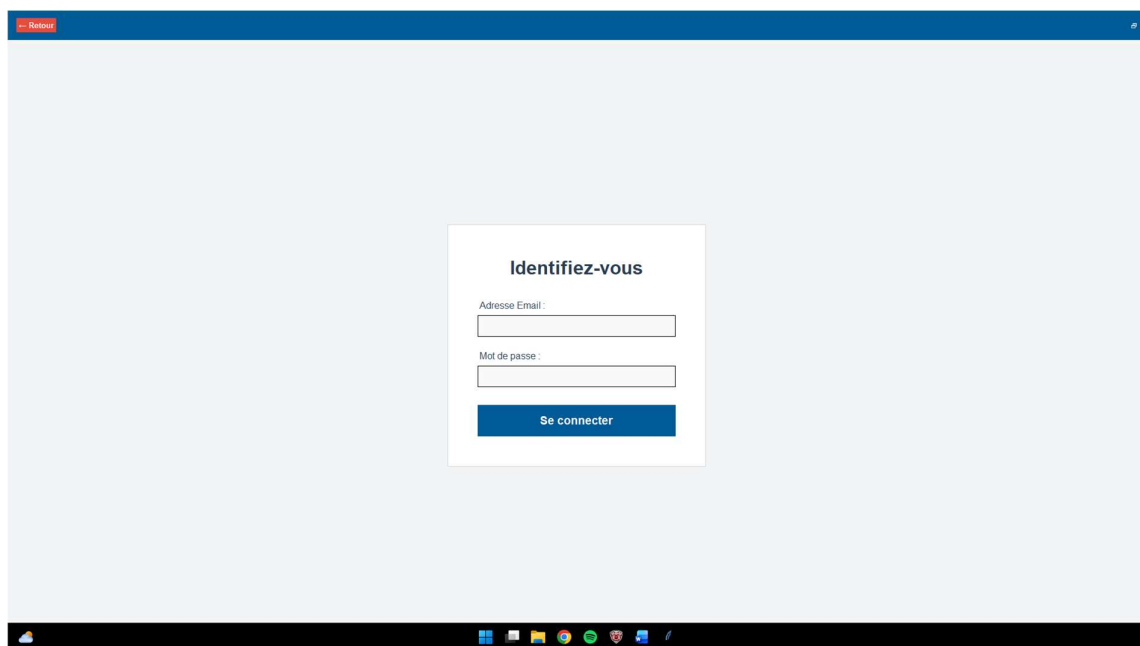 ← Retour
Identifiez-vous
Adresse Email :
Mot de passe :
Se connecter